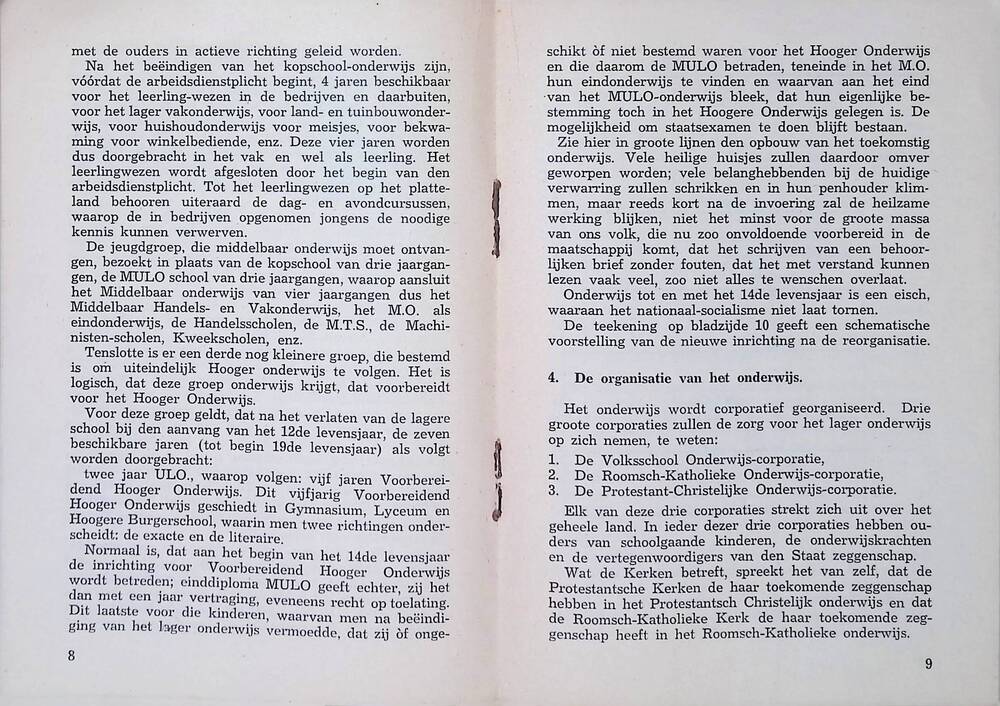 met de ouders in actieve richting geleid worden.
Na het beëindigen van het kopschool-onderwijs zijn,
vóórdat de arbeidsdienstplicht begint, 4 jaren beschikbaar
voor het leerling-wezen in de bedrijven en daarbuiten,
voor het lager vakonderwijs, voor land- en tuinbouwonder-
wijs, voor huishoudonderwijs voor meisjes, voor bekwa-
ming voor winkelbediende, enz. Deze vier jaren worden
dus doorgebracht in het vak en wel als leerling. Het
leerlingwezen wordt afgesloten door het begin van den
arbeidsdienstplicht. Tot het leerlingwezen op het platte-
land behooren uiteraard de dag- en avondcursussen,
waarop de in bedrijven opgenomen jongens de noodige
kennis kunnen verwerven.
De jeugdgroep, die middelbaar onderwijs moet ontvan-
gen, bezoekt in plaats van de kopschool van drie jaargan-
gen, de MULO school van drie jaargangen, waarop aansluit
het Middelbaar onderwijs van vier jaargangen dus het
Middelbaar Handels- en Vakonderwijs, het M.O. als
eindonderwijs, de Handelsscholen, de M.T.S., de Machi-
nisten-scholen, Kweekscholen, enz.
Tenslotte is er een derde nog kleinere groep, die bestemd
is om uiteindelijk Hooger onderwijs te volgen. Het is
logisch, dat deze groep onderwijs krijgt, dat voorbereidt
voor het Hooger Onderwijs.
Voor deze groep geldt, dat na het verlaten van de lagere
school bij den aanvang van het 12de levensjaar, de zeven
beschikbare jaren (tot begin 19de levensjaar) als volgt
worden doorgebracht:
twee jaar ULO., waarop volgen: vijf jaren Voorberei-
dend Hooger Onderwijs. Dit vijfjarig Voorbereidend
Hooger Onderwijs geschiedt in Gymnasium, Lyceum en
Hoogere Burgerschool, waarin men twee richtingen onder-
scheidt: de exacte en de literaire.
Normaal is, dat aan het begin van het 14de levensjaar
de inrichting voor Voorbereidend Hooger Onderwijs
wordt betreden; einddiploma MULO geeft echter, zij het
dan met een jaar vertraging, eveneens recht op toelating.
Dit laatste voor die kinderen, waarvan men na beëindi-
ging van het lager onderwijs vermoedde, dat zij òf onge-
8
schikt òf niet bestemd waren voor het Hooger Onderwijs
en die daarom de MULO betraden, teneinde in het M.O.
hun eindonderwijs te vinden en waarvan aan het eind
van het MULO-onderwijs bleek, dat hun eigenlijke be-
stemming toch in het Hoogere Onderwijs gelegen is. De
mogelijkheid om staatsexamen te doen blijft bestaan.
Zie hier in groote lijnen den opbouw van het toekomstig
onderwijs. Vele heilige huisjes zullen daardoor omver
geworpen worden; vele belanghebbenden bij de huidige
verwarring zullen schrikken en in hun penhouder klim-
men, maar reeds kort na de invoering zal de heilzame
werking blijken, niet het minst voor de groote massa
van ons volk, die nu zoo onvoldoende voorbereid in de
maatschappij komt, dat het schrijven van een behoor-
lijken brief zonder fouten, dat het met verstand kunnen
lezen vaak veel, zoo niet alles te wenschen overlaat.
Onderwijs tot en met het 14de levensjaar is een eisch,
waaraan het nationaal-socialisme niet laat tornen.
De teekening op bladzijde 10 geeft een schematische
voorstelling van de nieuwe inrichting na de reorganisatie.
4. De organisatie van het onderwijs.
Het onderwijs wordt corporatief georganiseerd. Drie
groote corporaties zullen de zorg voor het lager onderwijs
op zich nemen, te weten:
1. De Volksschool Onderwijs-corporatie,
2. De Roomsch-Katholieke Onderwijs-corporatie,
3. De Protestant-Christelijke Onderwijs-corporatie.
Elk van deze drie corporaties strekt zich uit over het
geheele land. In ieder dezer drie corporaties hebben ou-
ders van schoolgaande kinderen, de onderwijskrachten
en de vertegenwoordigers van den Staat zeggenschap.
Wat de Kerken betreft, spreekt het van zelf, dat de
Protestantsche Kerken de haar toekomende zeggenschap
hebben in het Protestantsch Christelijk onderwijs en dat
de Roomsch-Katholieke Kerk de haar toekomende zeg-
genschap heeft in het Roomsch-Katholieke onderwijs.
9